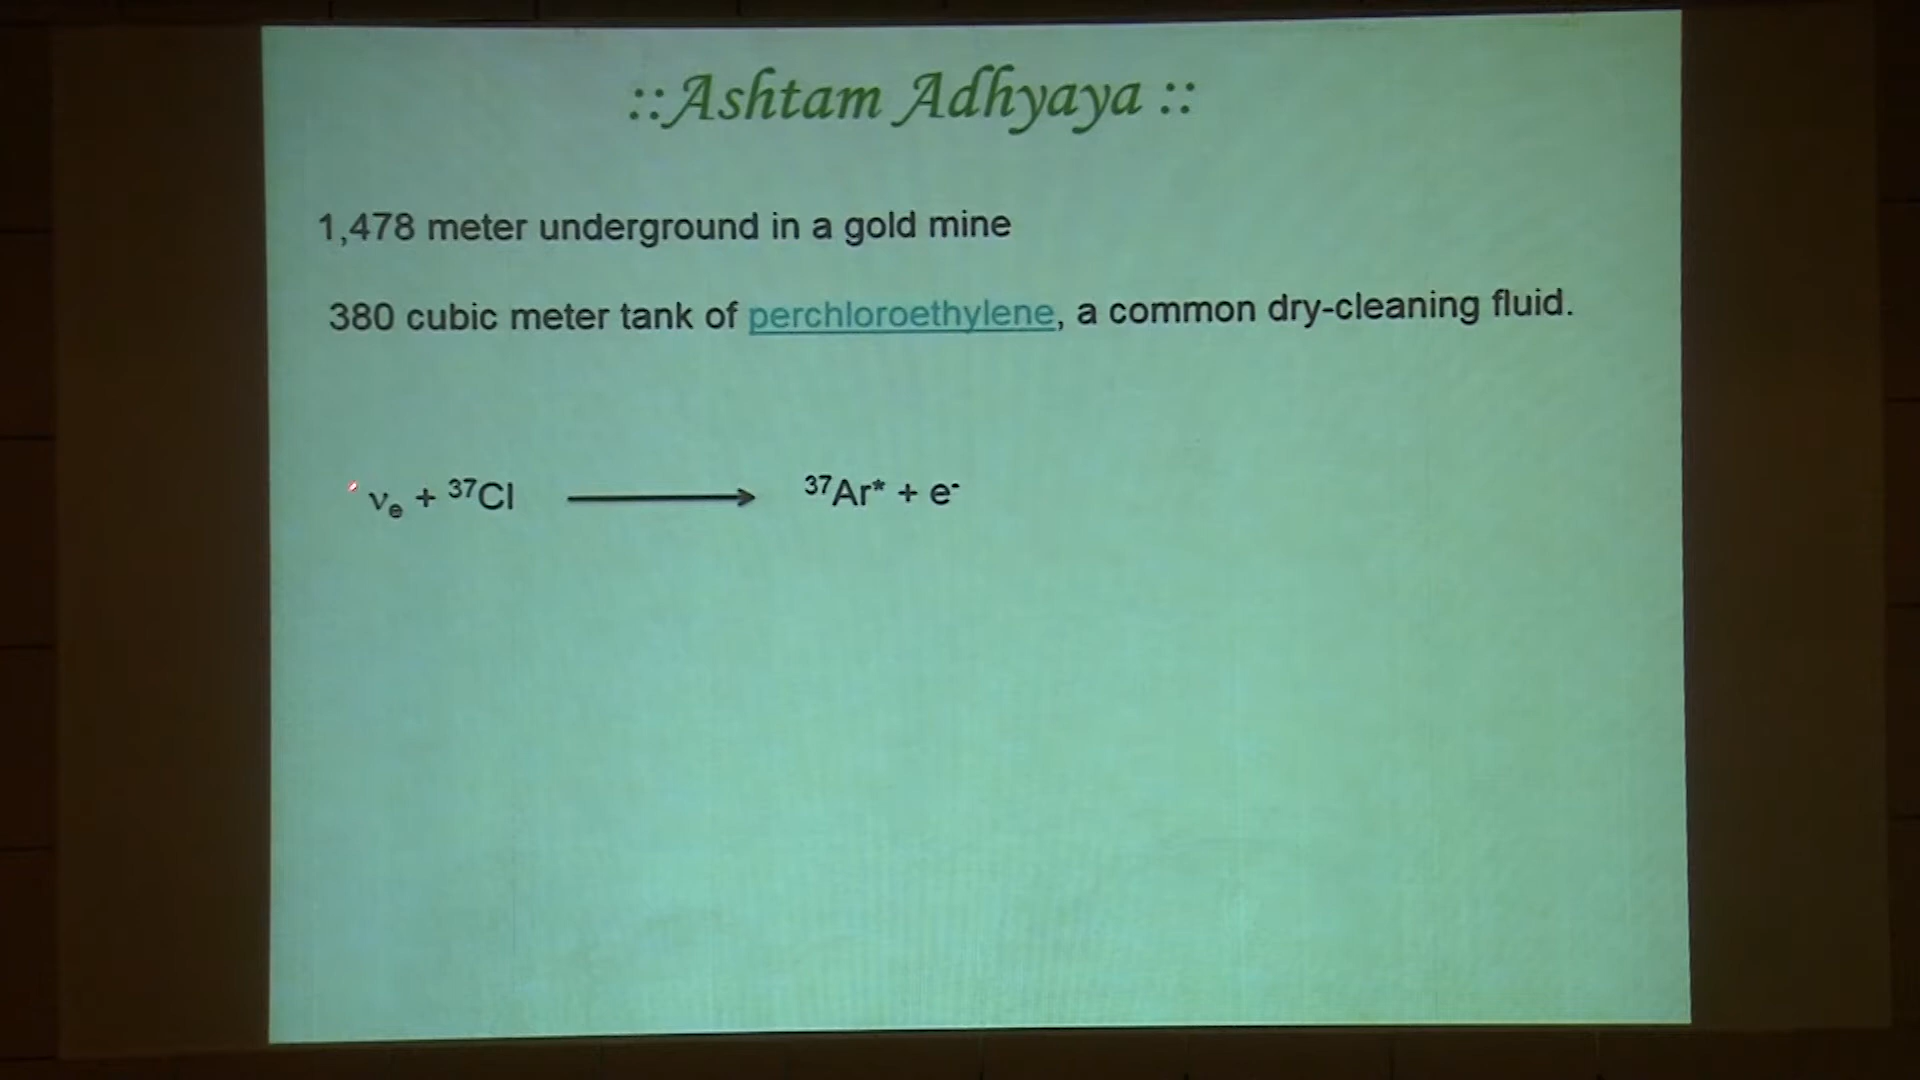 ::Ashtam Adhyaya ::
1,478 meter underground in a gold mine
380 cubic meter tank of perchloroethylene, a common dry-cleaning fluid.
νe + 37Cl ⟶ 37Ar* + e-